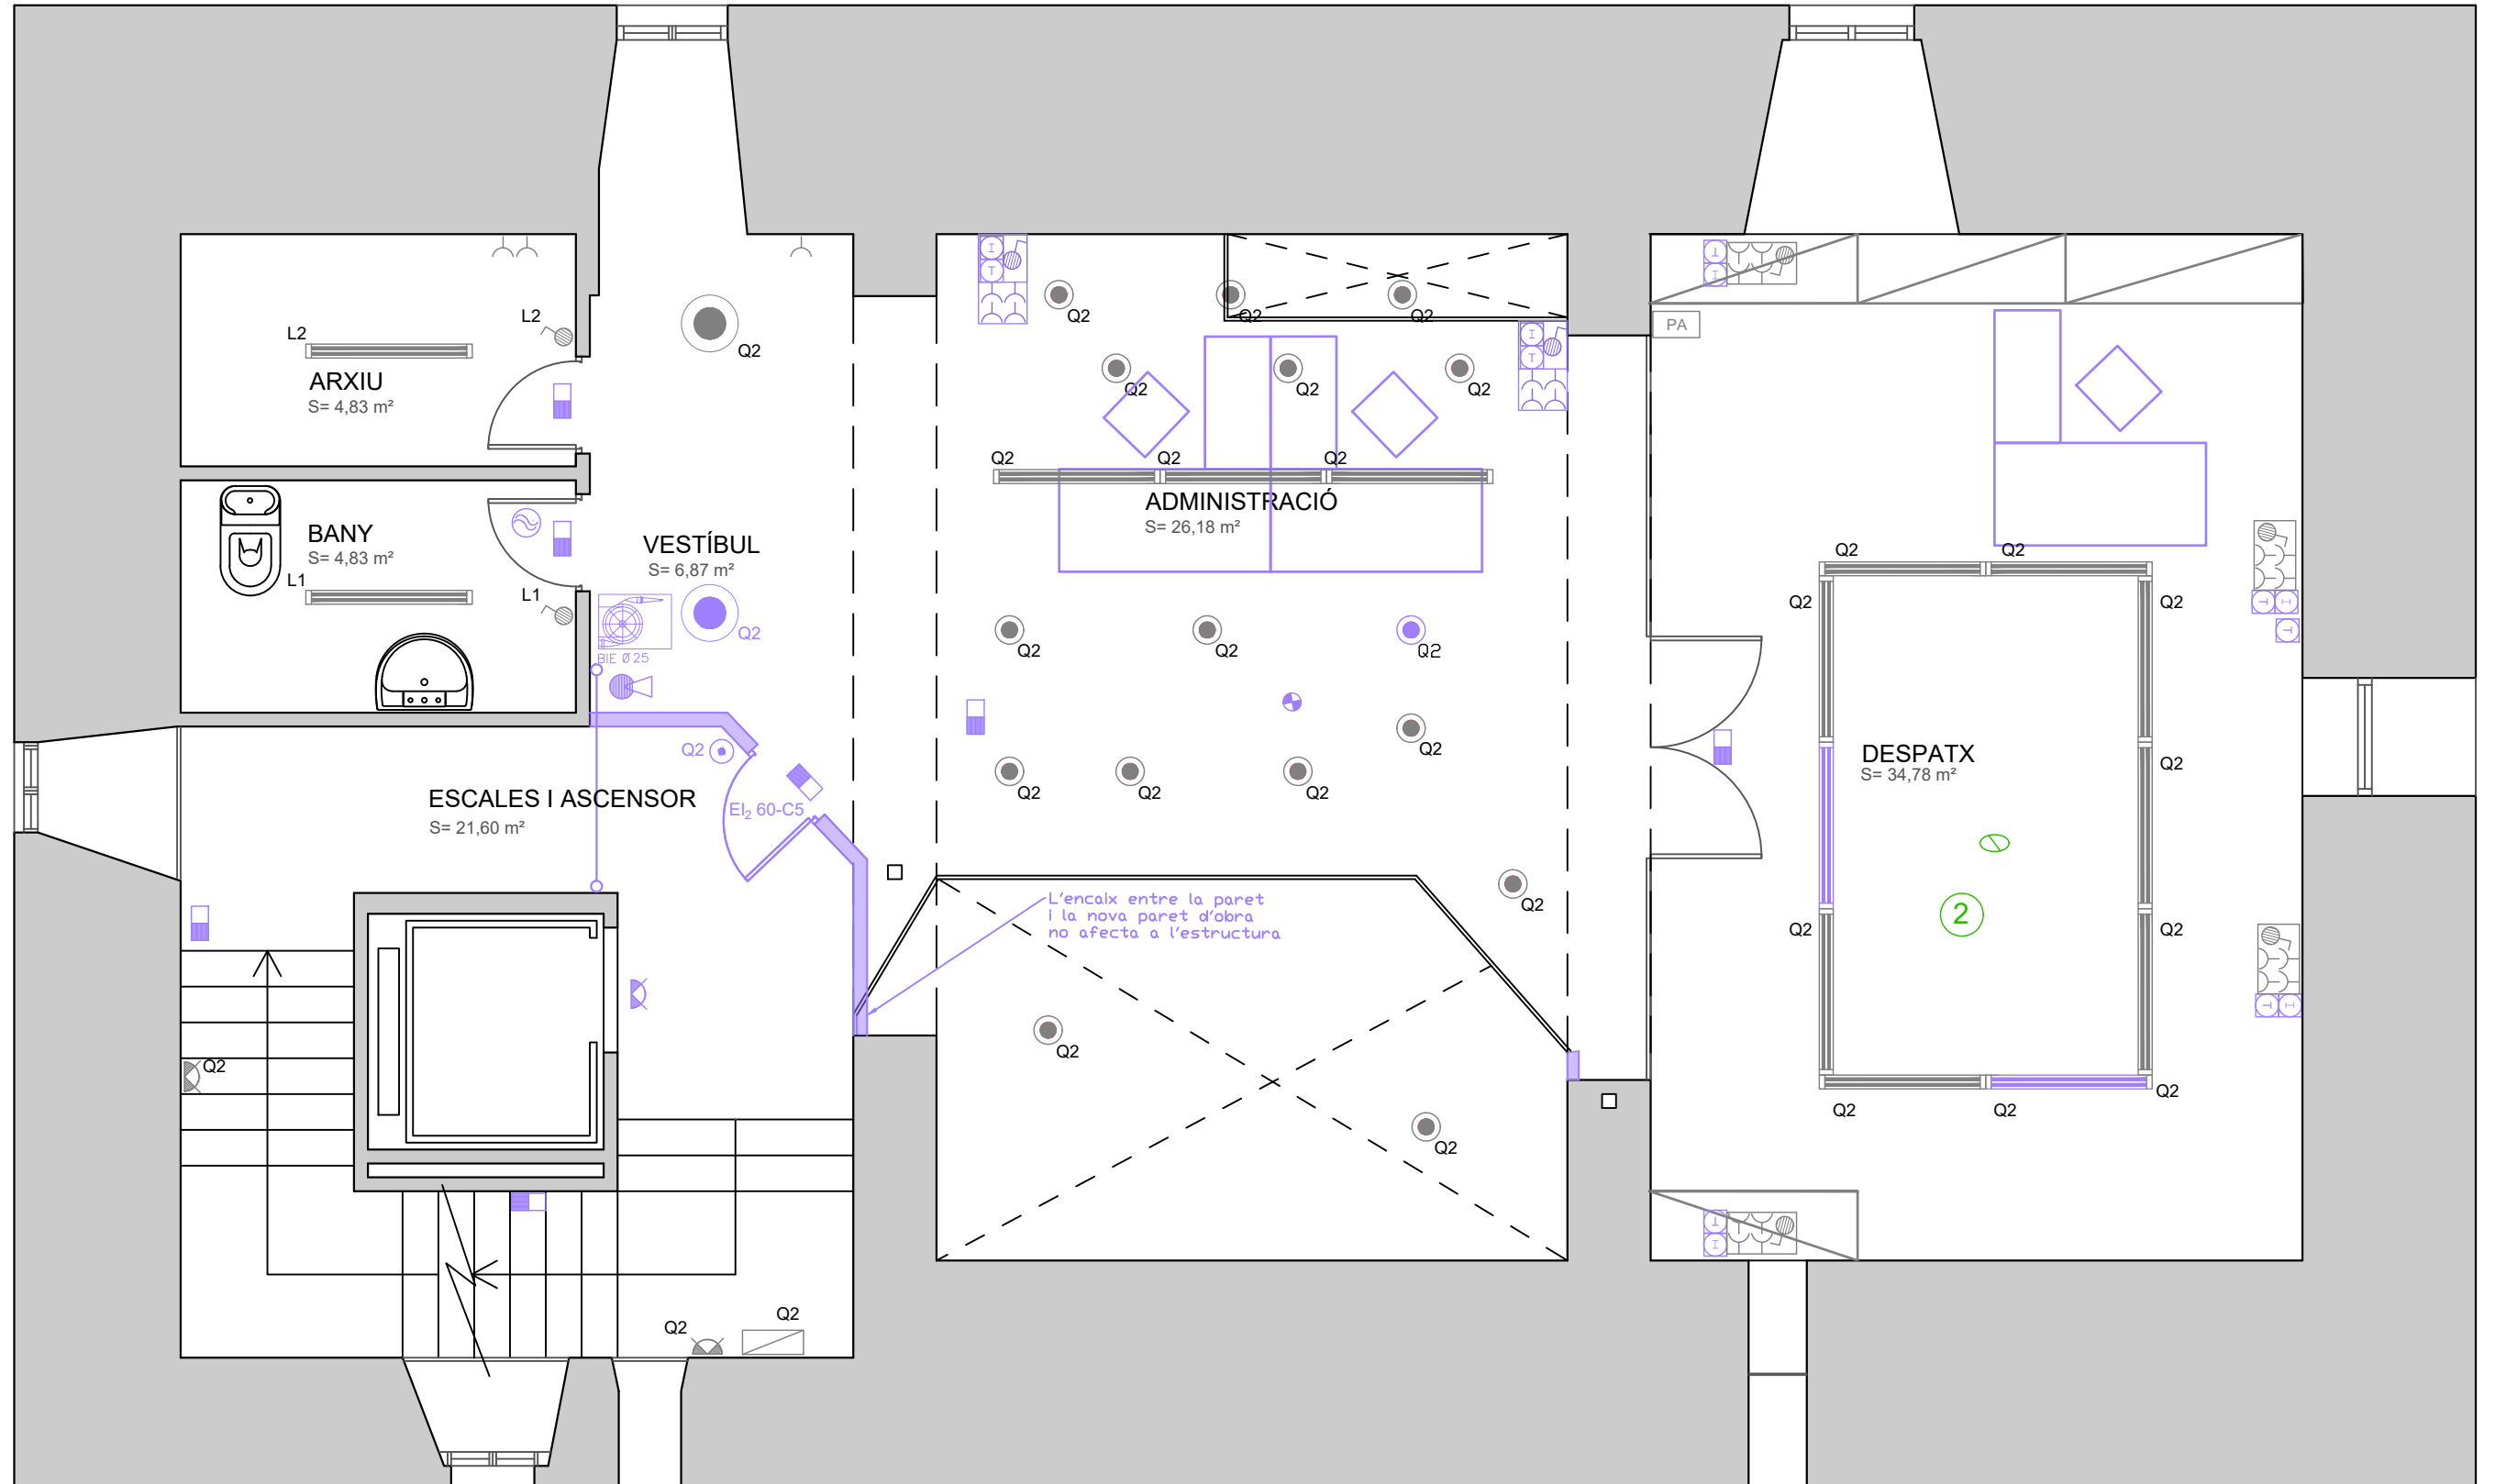 Q2
Q2
Q2
L2
L2
PA
Q2
ARXIU
S= 4,83 m²
Q2
Q2
Q2
Q2
Q2
Q2
ADMINISTRACIÓ
S= 26,18 m²
BANY
S= 4,83 m²
L1
L1
VESTÍBUL
S= 6,87 m²
Q2
BIE Ø25
Q2
Q2
Q2
Q2
Q2
Q2
Q2
Q2
Q2
EI₂ 60-C5
ESCALES I ASCENSOR
S= 21,60 m²
Q2
Q2
Q2
DESPATX
S= 34,78 m²
Q2
Q2
Q2
2
L'encaix entre la paret
i la nova paret d'obra
no afecta a l'estructura
Q2
Q2
Q2
Q2
Q2
Q2
Q2
Q2
Q2
Q2
I
T
I
T
T
I
T
I
T
T
I
T
I